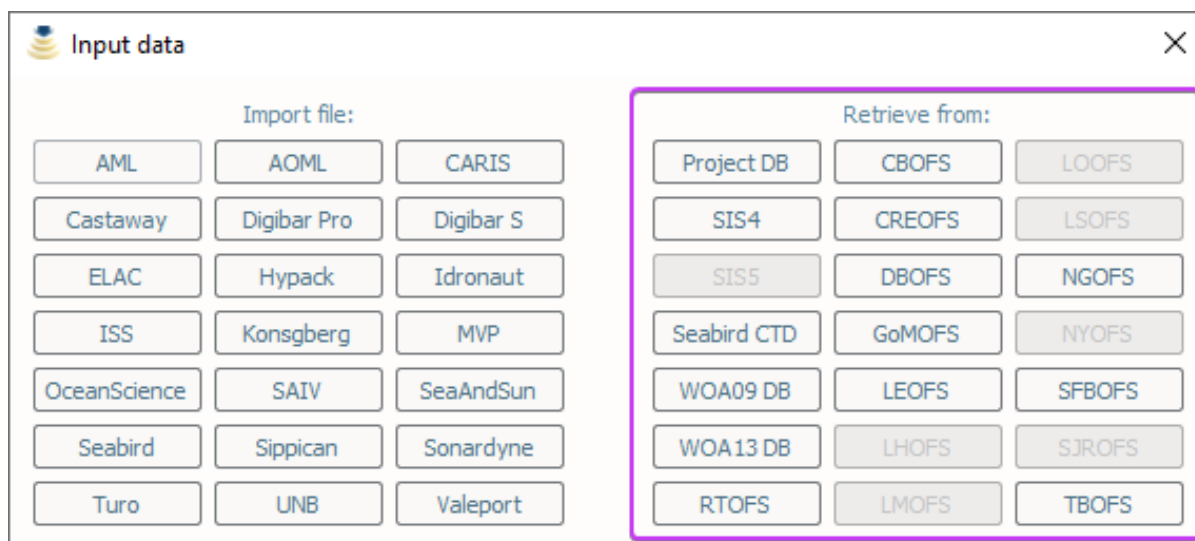 Input data
Import file:
AML AOML CARIS
Castaway Digibar Pro Digibar S
ELAC Hypack Idronaut
ISS Konsgberg MVP
OceanScience SAIV SeaAndSun
Seabird Sippican Sonardyne
Turo UNB Valeport
Retrieve from:
Project DB CBOFS LOOFS
SIS4 CREOFS LSOFS
SIS5 DBOFS NGOFS
Seabird CTD GoMOFS NYOFS
WOA09 DB LEOFS SFBOFS
WOA13 DB LHOFS SJROFS
RTOFS LMOFS TBOFS